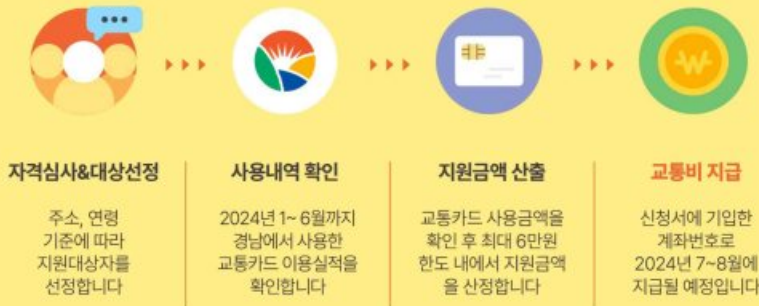 자격심사&대상선정
주소, 연령
기준에 따라
지원대상자를
선정합니다
사용내역 확인
2024년 1~ 6월까지
경남에서 사용한
교통카드 이용실적을
확인합니다
지원금액 산출
교통카드 사용금액을
확인 후 최대 6만원
한도 내에서 지원금액
을 산정합니다
교통비 지급
신청서에 기입한
계좌번호로
2024년 7~8월에
지급될 예정입니다